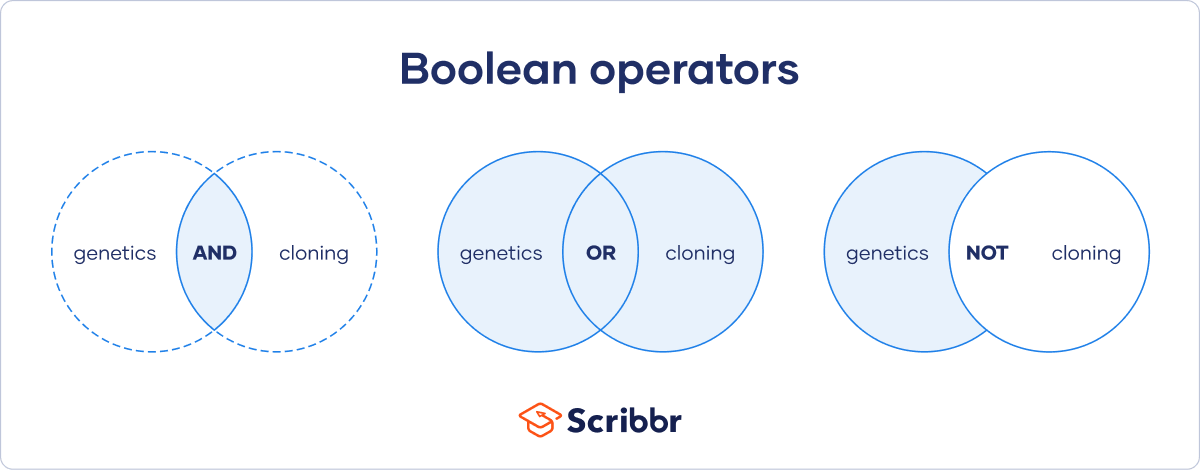 Boolean operators
genetics AND cloning
genetics OR cloning
genetics NOT cloning
Scribbr